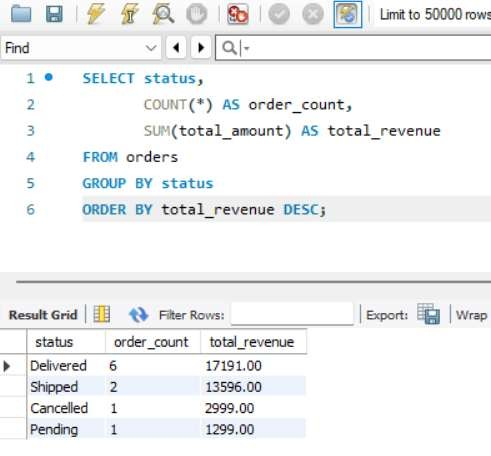 Limit to 50000 rows
Find
1 SELECT status,
2 COUNT(*) AS order_count,
3 SUM(total_amount) AS total_revenue
4 FROM orders
5 GROUP BY status
6 ORDER BY total_revenue DESC;
Result Grid Filter Rows: Export: Wrap
status order_count total_revenue
Delivered 6 17191.00
Shipped 2 13596.00
Cancelled 1 2999.00
Pending 1 1299.00